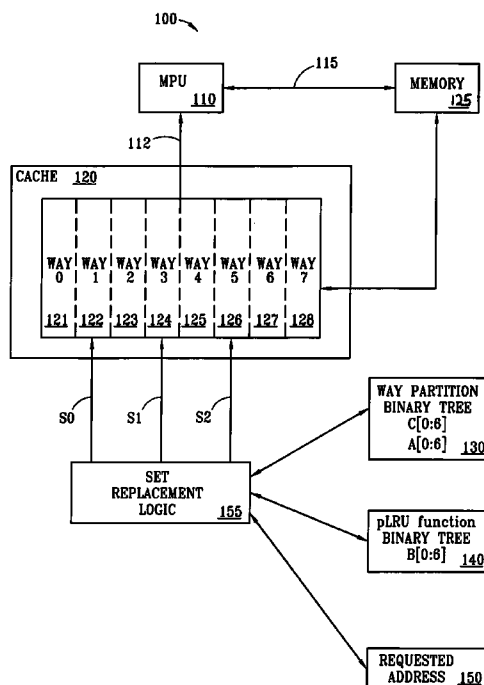 100
MPU
110
115
MEMORY
125
112
CACHE 120
WAY 0
WAY 1
WAY 2
WAY 3
WAY 4
WAY 5
WAY 6
WAY 7
121 122 123 124 125 126 127 128
S0
S1
S2
WAY PARTITION
BINARY TREE
C[0:6]
A[0:6]
130
SET
REPLACEMENT
LOGIC
155
pLRU function
BINARY TREE
B[0:6]
140
REQUESTED
ADDRESS 150